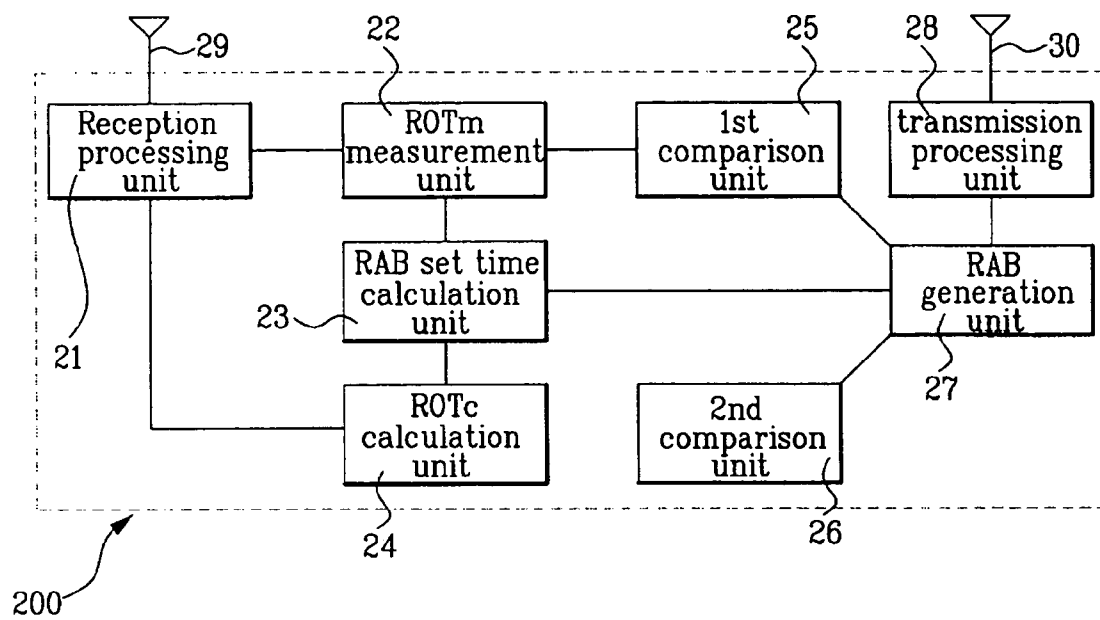 29
22
25
28
30
Reception
processing
unit
ROTm
measurement
unit
1st
comparison
unit
transmission
processing
unit
21
RAB set time
calculation
unit
23
RAB
generation
unit
27
ROTc
calculation
unit
24
2nd
comparison
unit
26
200